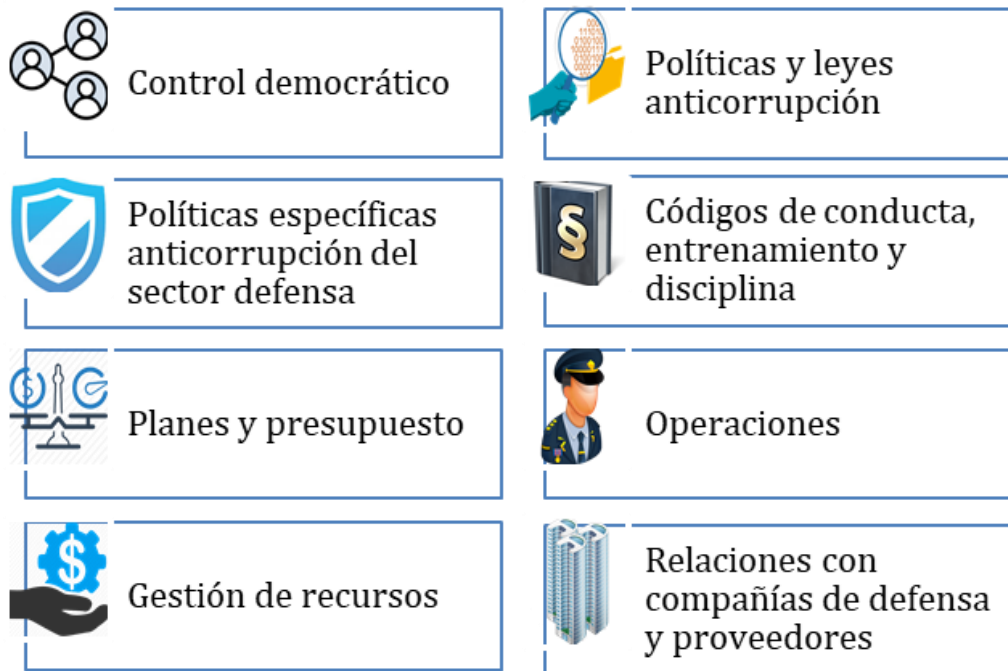 Control democrático
Políticas y leyes
anticorrupción
Políticas específicas
anticorrupción del
sector defensa
Códigos de conducta,
entrenamiento y
disciplina
Planes y presupuesto
Operaciones
Gestión de recursos
Relaciones con
compañías de defensa
y proveedores